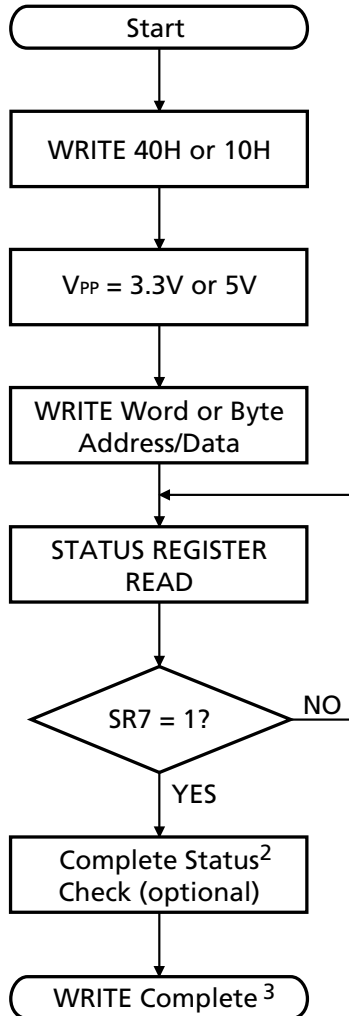 Start
WRITE 40H or 10H
VPP = 3.3V or 5V
WRITE Word or Byte
Address/Data
STATUS REGISTER
READ
SR7 = 1?
NO
YES
Complete Status2
Check (optional)
WRITE Complete 3